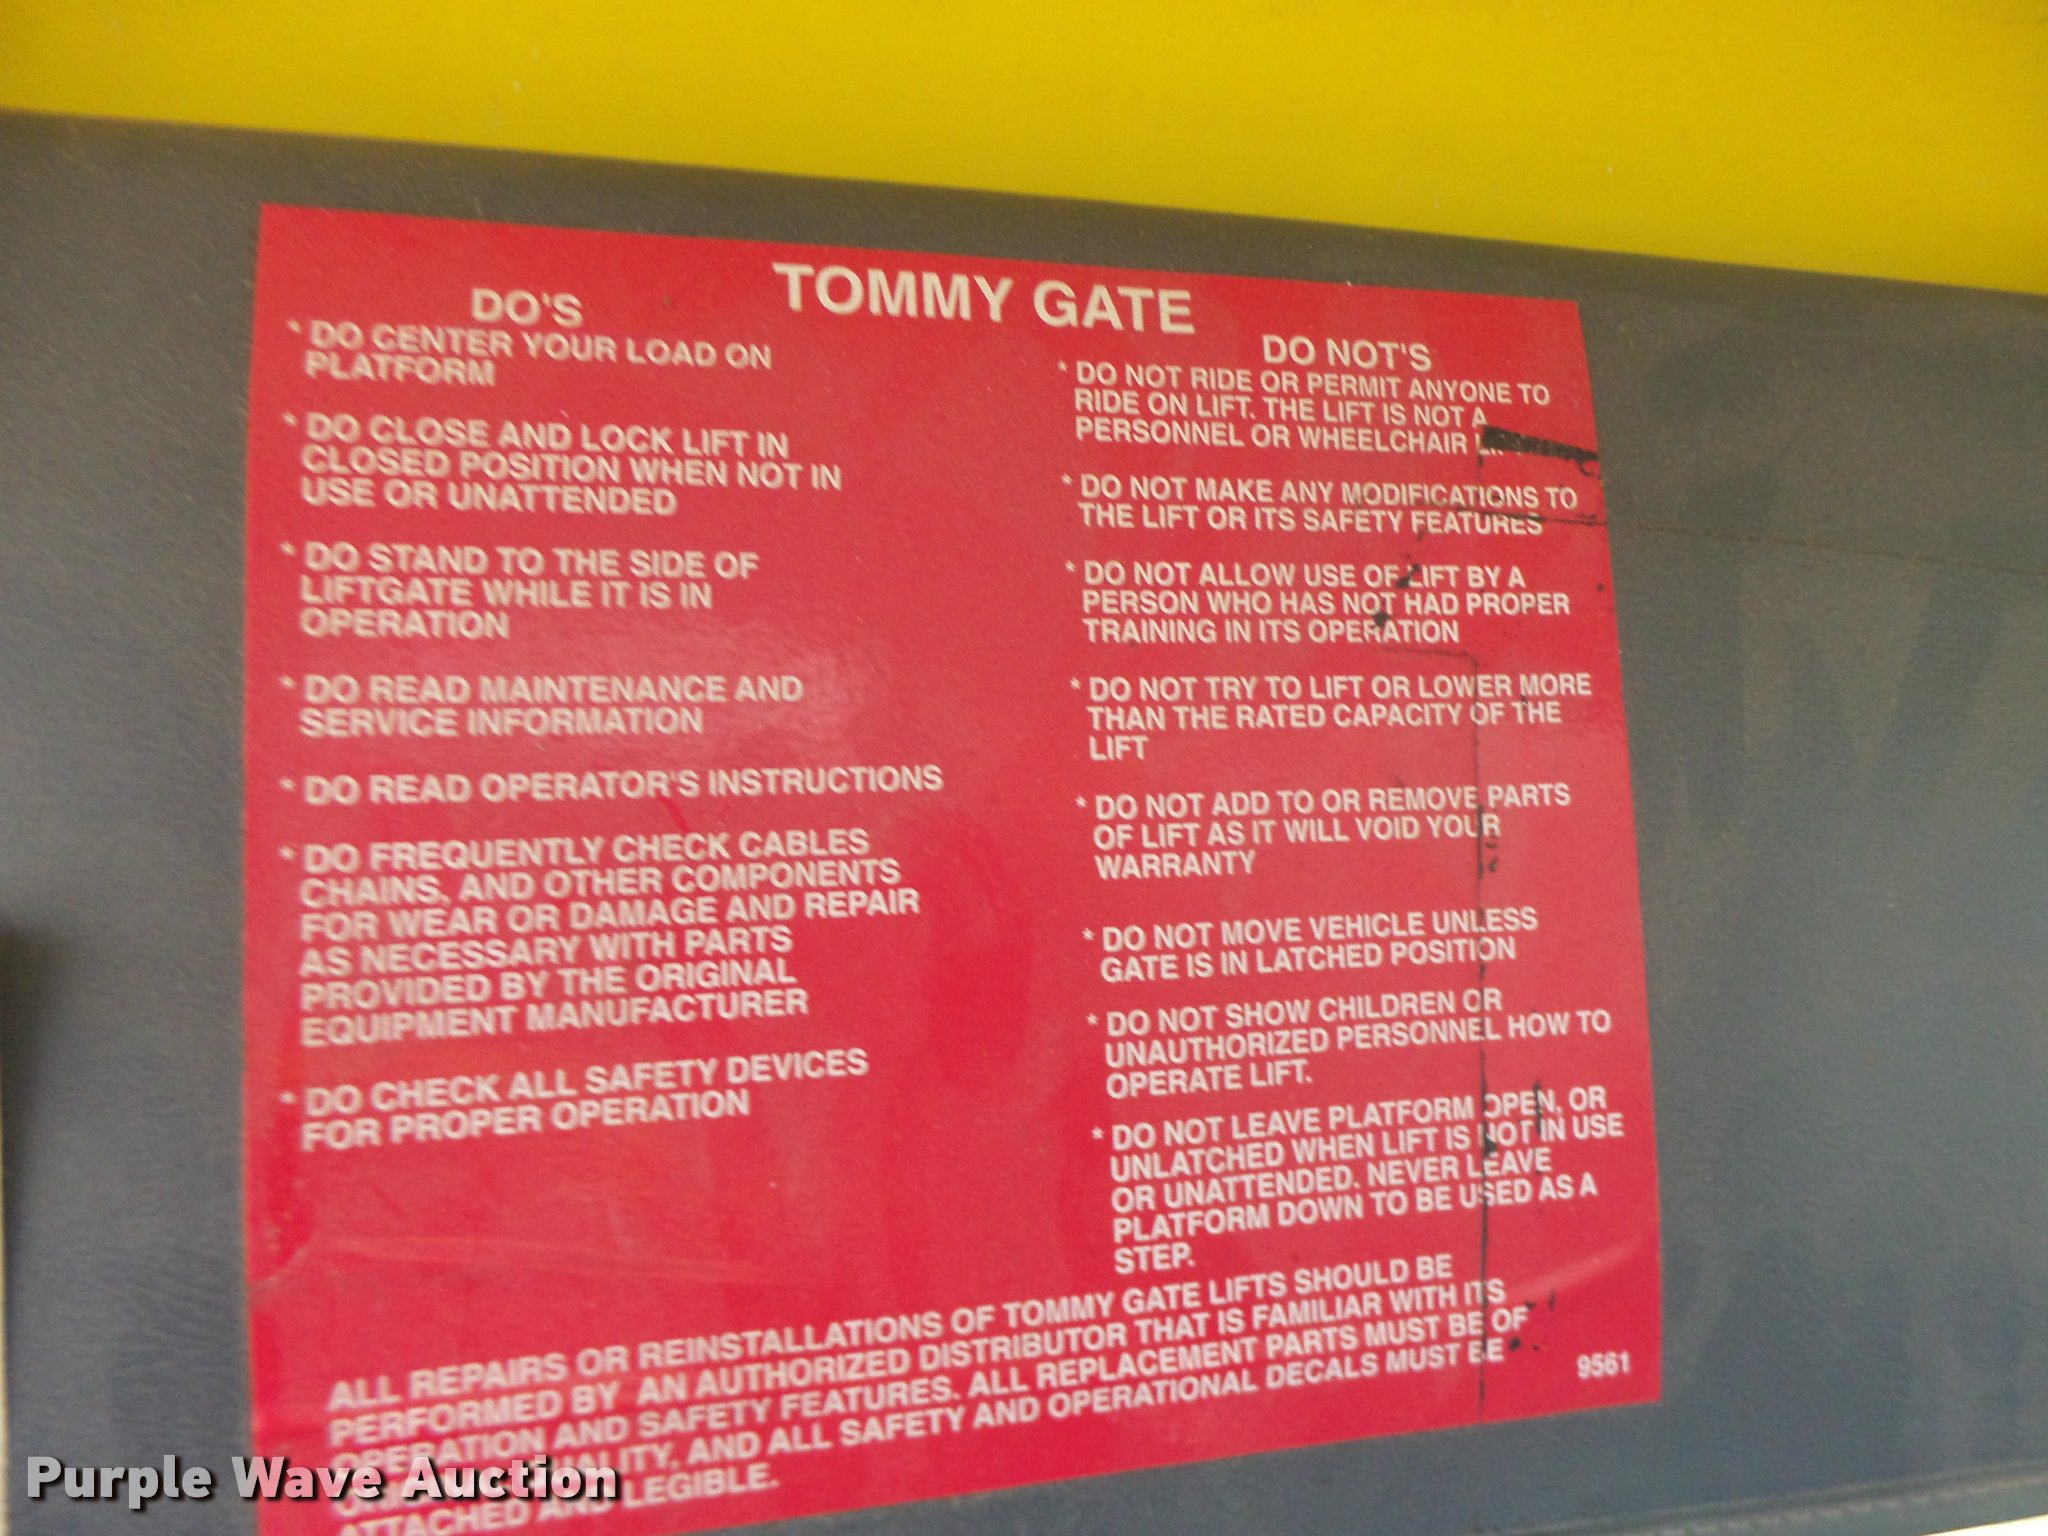 TOMMY GATE
DO'S
* DO CENTER YOUR LOAD ON
PLATFORM
* DO CLOSE AND LOCK LIFT IN
CLOSED POSITION WHEN NOT IN
USE OR UNATTENDED
* DO STAND TO THE SIDE OF
LIFTGATE WHILE IT IS IN
OPERATION
* DO READ MAINTENANCE AND
SERVICE INFORMATION
* DO READ OPERATOR'S INSTRUCTIONS
* DO FREQUENTLY CHECK CABLES
CHAINS, AND OTHER COMPONENTS
FOR WEAR OR DAMAGE AND REPAIR
AS NECESSARY WITH PARTS
PROVIDED BY THE ORIGINAL
EQUIPMENT MANUFACTURER
* DO CHECK ALL SAFETY DEVICES
FOR PROPER OPERATION
DO NOT'S
* DO NOT RIDE OR PERMIT ANYONE TO
RIDE ON LIFT. THE LIFT IS NOT A
PERSONNEL OR WHEELCHAIR
* DO NOT MAKE ANY MODIFICATIONS TO
THE LIFT OR ITS SAFETY FEATURES
* DO NOT ALLOW USE OF LIFT BY A
PERSON WHO HAS NOT HAD PROPER
TRAINING IN ITS OPERATION
* DO NOT TRY TO LIFT OR LOWER MORE
THAN THE RATED CAPACITY OF THE
LIFT
* DO NOT ADD TO OR REMOVE PARTS
OF LIFT AS IT WILL VOID YOUR
WARRANTY
* DO NOT MOVE VEHICLE UNLESS
GATE IS IN LATCHED POSITION
* DO NOT SHOW CHILDREN OR
UNAUTHORIZED PERSONNEL HOW TO
OPERATE LIFT.
* DO NOT LEAVE PLATFORM OPEN, OR
UNLATCHED WHEN LIFT IS NOT IN USE
OR UNATTENDED. NEVER LEAVE
PLATFORM DOWN TO BE USED AS A
STEP.
ALL REPAIRS OR REINSTALLATIONS OF TOMMY GATE LIFTS SHOULD BE
PERFORMED BY AN AUTHORIZED DISTRIBUTOR THAT IS FAMILIAR WITH ITS
OPERATION AND SAFETY FEATURES. ALL REPLACEMENT PARTS MUST BE OF
AND ALL SAFETY AND OPERATIONAL DECALS MUST BE
ATTACHED AND LEGIBLE.
9561
Purple Wave Auction